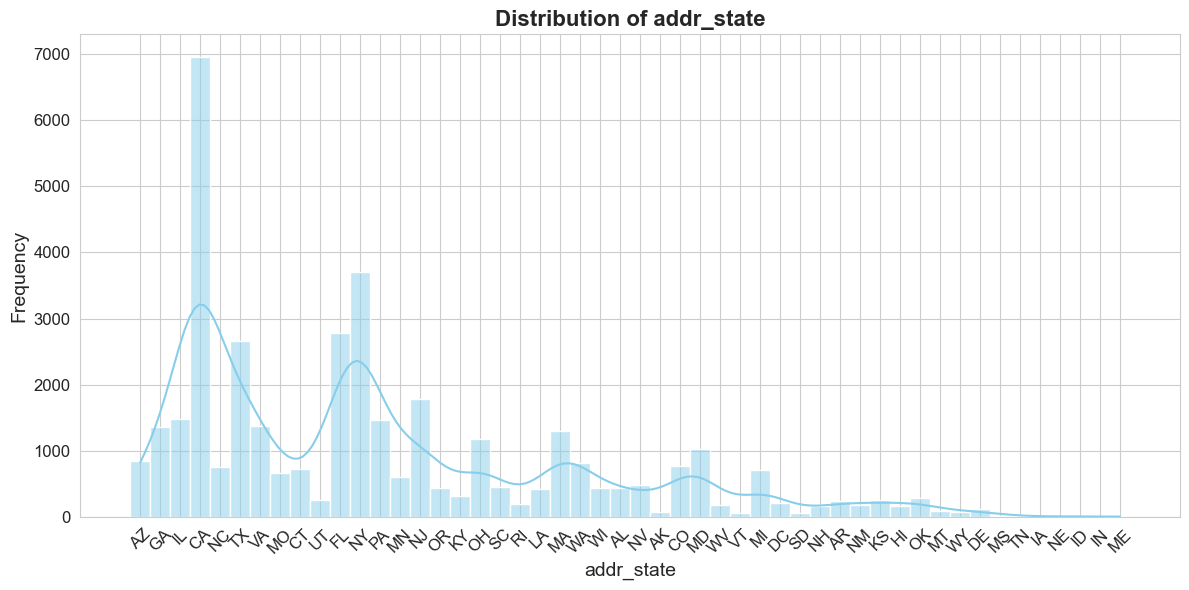 Distribution of addr_state
Frequency
7000
6000
5000
4000
3000
2000
1000
0
AZ GA IL CA NC TX VA MO CT UT FL NY PA MN NJ OR KY OH SC RI LA MA WA WI AL NV AK CO MD WV VT MI DC SD NH AR NM KS HI OK MT WY DE MS TN IA NE ID IN ME
addr_state